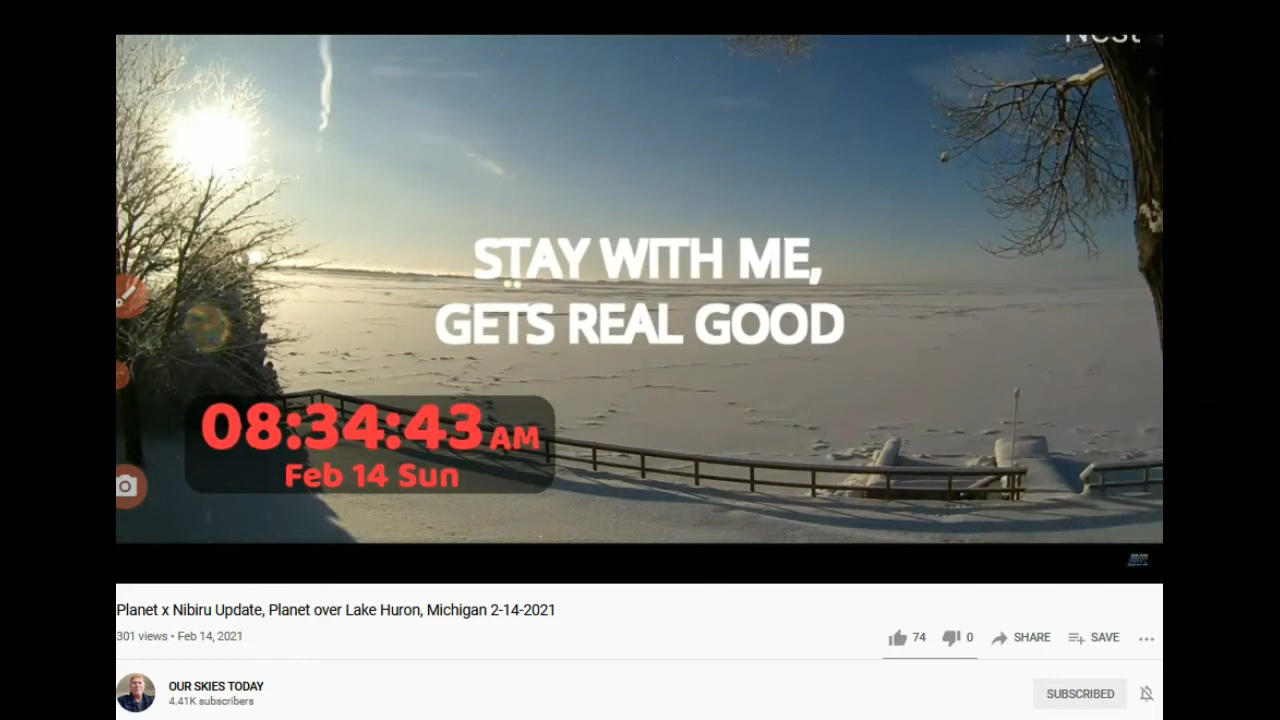 Nest
STAY WITH ME,
GETS REAL GOOD
08:34:43 AM
Feb 14 Sun
Planet x Nibiru Update, Planet over Lake Huron, Michigan 2-14-2021
301 views • Feb 14, 2021
74
0
SHARE
SAVE
OUR SKIES TODAY
4.41K subscribers
SUBSCRIBED